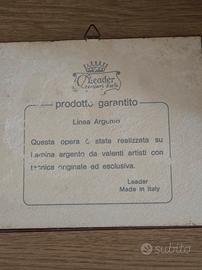 Leader
prodotto garantito
Linea Argento
Questa opera è stata realizzata su
Lamina argento da valenti artisti con
tecnica originale ed esclusiva.
Leader
Made in Italy
subito